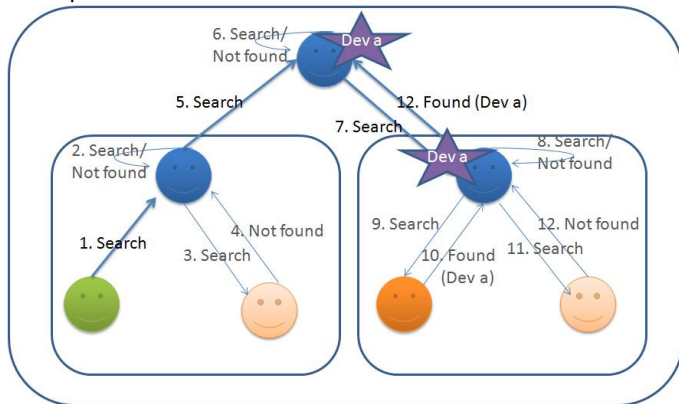 6. Search/
Not found
Dev a
5. Search
12. Found (Dev a)
7. Search
2. Search/
Not found
Dev a
8. Search/
Not found
1. Search
4. Not found
3. Search
9. Search
10. Found
(Dev a)
12. Not found
11. Search